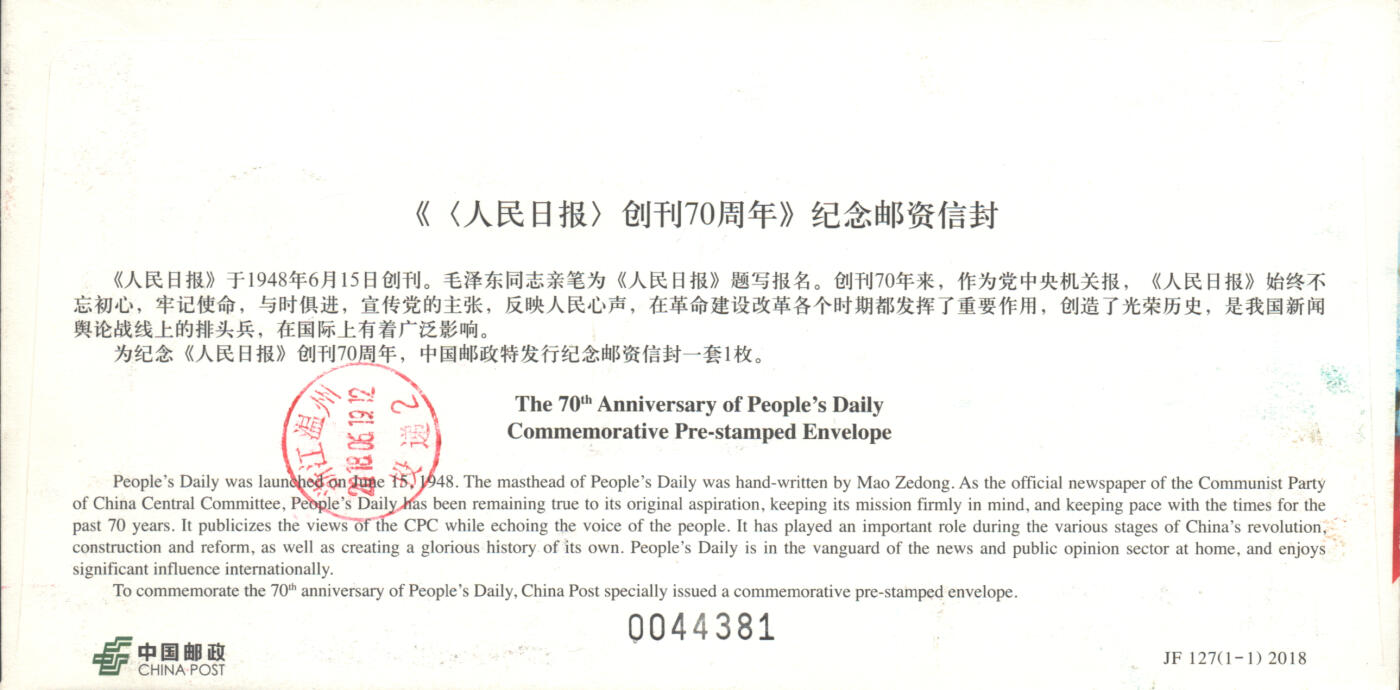 《〈人民日报〉创刊70周年》纪念邮资信封
《人民日报》于1948年6月15日创刊。毛泽东同志亲笔为《人民日报》题写报名。创刊70年来，作为党中央机关报，《人民日报》始终不
忘初心，牢记使命，与时俱进，宣传党的主张，反映人民心声，在革命建设改革各个时期都发挥了重要作用，创造了光荣历史，是我国新闻
舆论战线上的排头兵，在国际上有着广泛影响。
为纪念《人民日报》创刊70周年，中国邮政特发行纪念邮资信封一套1枚。
浙江温州
2018.06.19.12
投递2
The 70th Anniversary of People's Daily
Commemorative Pre-stamped Envelope
People's Daily was launched on June 15, 1948. The masthead of People's Daily was hand-written by Mao Zedong. As the official newspaper of the Communist Party
of China Central Committee, People's Daily has been remaining true to its original aspiration, keeping its mission firmly in mind, and keeping pace with the times for the
past 70 years. It publicizes the views of the CPC while echoing the voice of the people. It has played an important role during the various stages of China's revolution,
construction and reform, as well as creating a glorious history of its own. People's Daily is in the vanguard of the news and public opinion sector at home, and enjoys
significant influence internationally.
To commemorate the 70th anniversary of People's Daily, China Post specially issued a commemorative pre-stamped envelope.
0044381
中国邮政
CHINA POST
JF 127(1-1) 2018